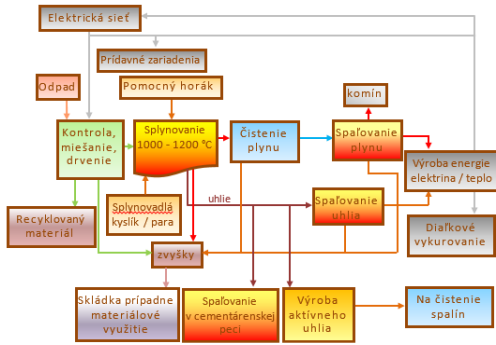 Elektrická sieť
Prídavné zariadenia
Odpad
Pomocný horák
komín
Kontrola,
miešanie,
drvenie
Splynovanie
1000 - 1200 °C
Čistenie
plynu
Spaľovanie
plynu
Výroba energie
elektrina / teplo
uhlie
Spaľovanie
uhlia
Recyklovaný
materiál
Splynovadlá
kyslík / para
Diaľkové
vykurovanie
zvyšky
Skládka prípadne
materiálové
využitie
Spaľovanie
v cementárenskej
peci
Výroba
aktívneho
uhlia
Na čistenie
spalín